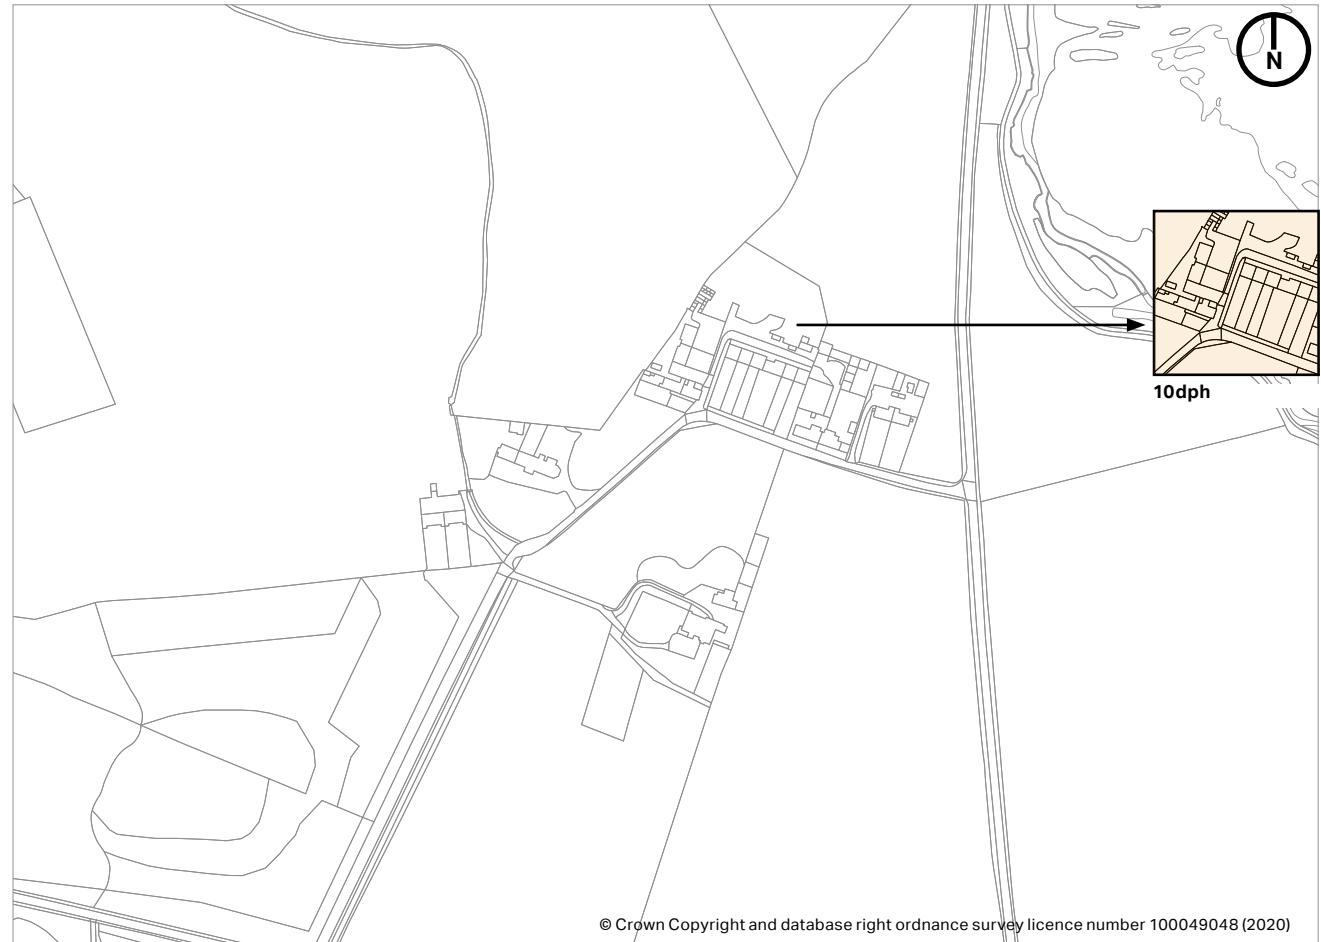 N
10dph
© Crown Copyright and database right ordnance survey licence number 100049048 (2020)